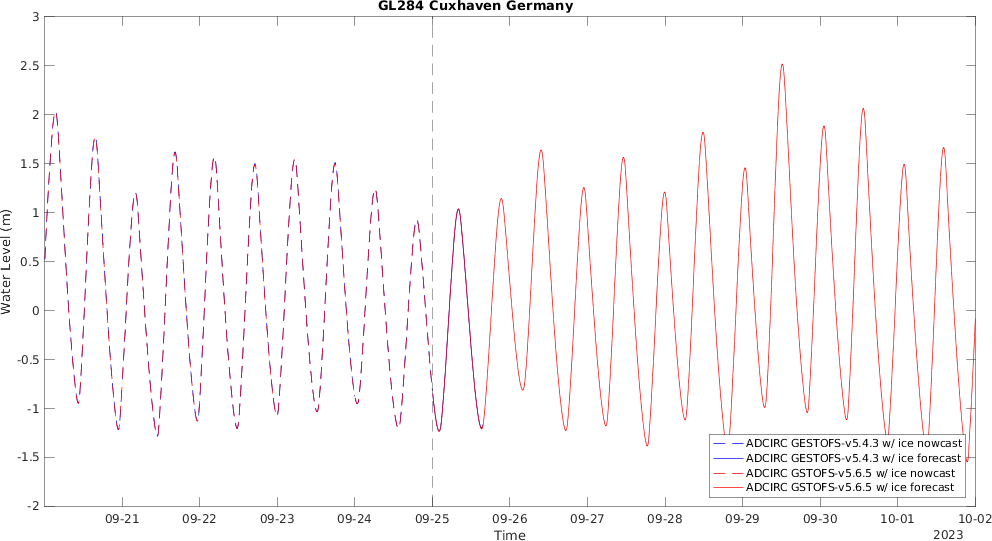 GL284 Cuxhaven Germany
3
2.5
2
1.5
1
0.5
0
-0.5
-1
-1.5
-2
Water Level (m)
ADCIRC GESTOFS-v5.4.3 w/ ice nowcast
ADCIRC GESTOFS-v5.4.3 w/ ice forecast
ADCIRC GSTOFS-v5.6.5 w/ ice nowcast
ADCIRC GSTOFS-v5.6.5 w/ ice forecast
09-21 09-22 09-23 09-24 09-25 09-26 09-27 09-28 09-29 09-30 10-01 10-02
Time
2023